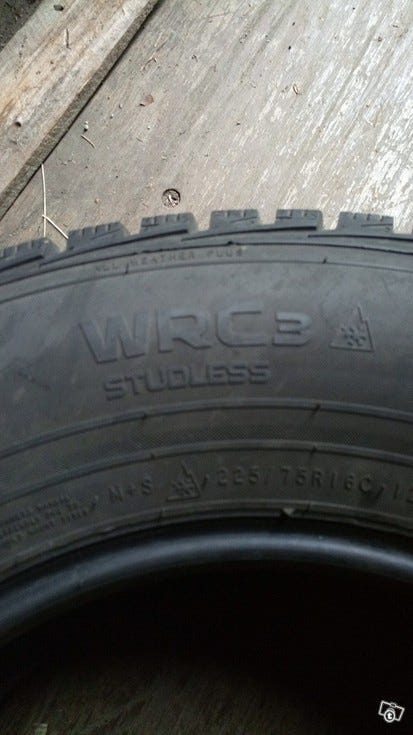 ALL WEATHER PLUS
WRC3
STUDLESS
M+S 225/75R16C/